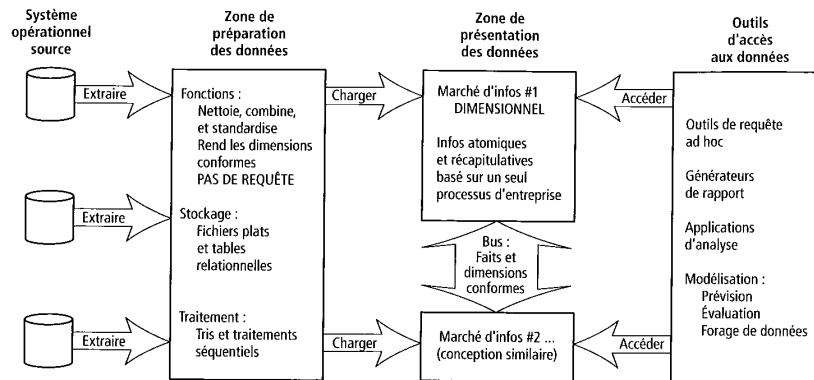 Système
opérationnel
source
Zone de
préparation
des données
Zone de
présentation
des données
Outils
d'accès
aux données
Extraire
Extraire
Extraire
Fonctions :
Nettoie, combine,
et standardise
Rend les dimensions
conformes
PAS DE REQUÊTE
Stockage :
Fichiers plats
et tables
relationnelles
Traitement :
Tris et traitements
séquentiels
Charger
Charger
Marché d'infos #1
DIMENSIONNEL
Infos atomiques
et récapitulatives
basé sur un seul
processus d'entreprise
Bus :
Faits et
dimensions
conformes
Marché d'infos #2 ...
(conception similaire)
Accéder
Accéder
Outils de requête
ad hoc
Générateurs
de rapport
Applications
d'analyse
Modélisation :
Prévision
Évaluation
Forage de données